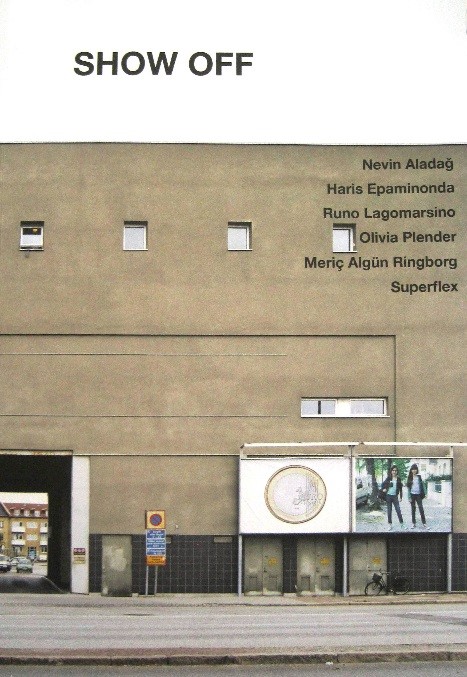 SHOW OFF
Nevin Aladağ
Haris Epaminonda
Runo Lagomarsino
Olivia Plender
Meriç Algün Ringborg
Superflex